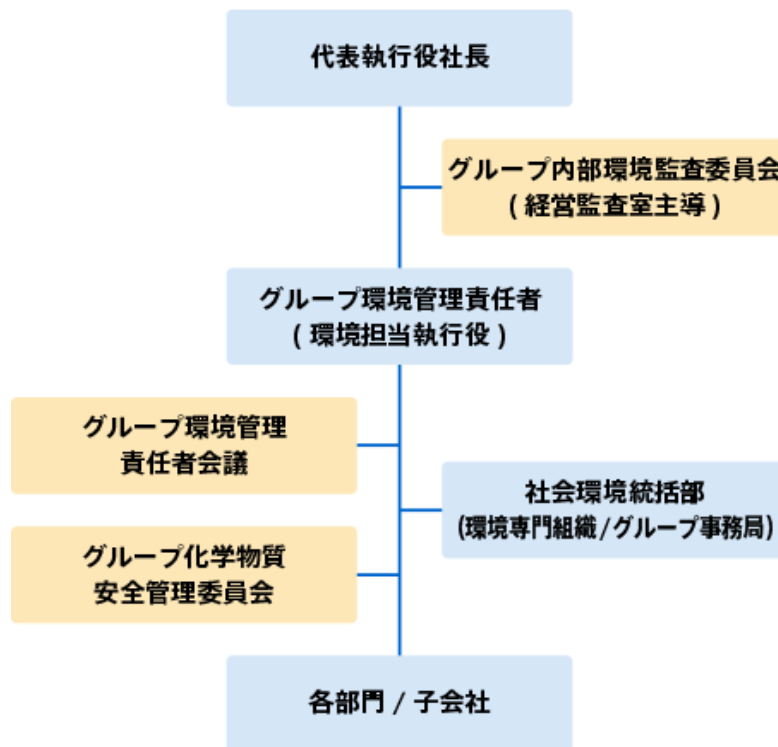 代表執行役社長
グループ内部環境監査委員会
( 経営監査室主導 )
グループ環境管理責任者
( 環境担当執行役 )
グループ環境管理
責任者会議
社会環境統括部
(環境専門組織/グループ事務局)
グループ化学物質
安全管理委員会
各部門 / 子会社